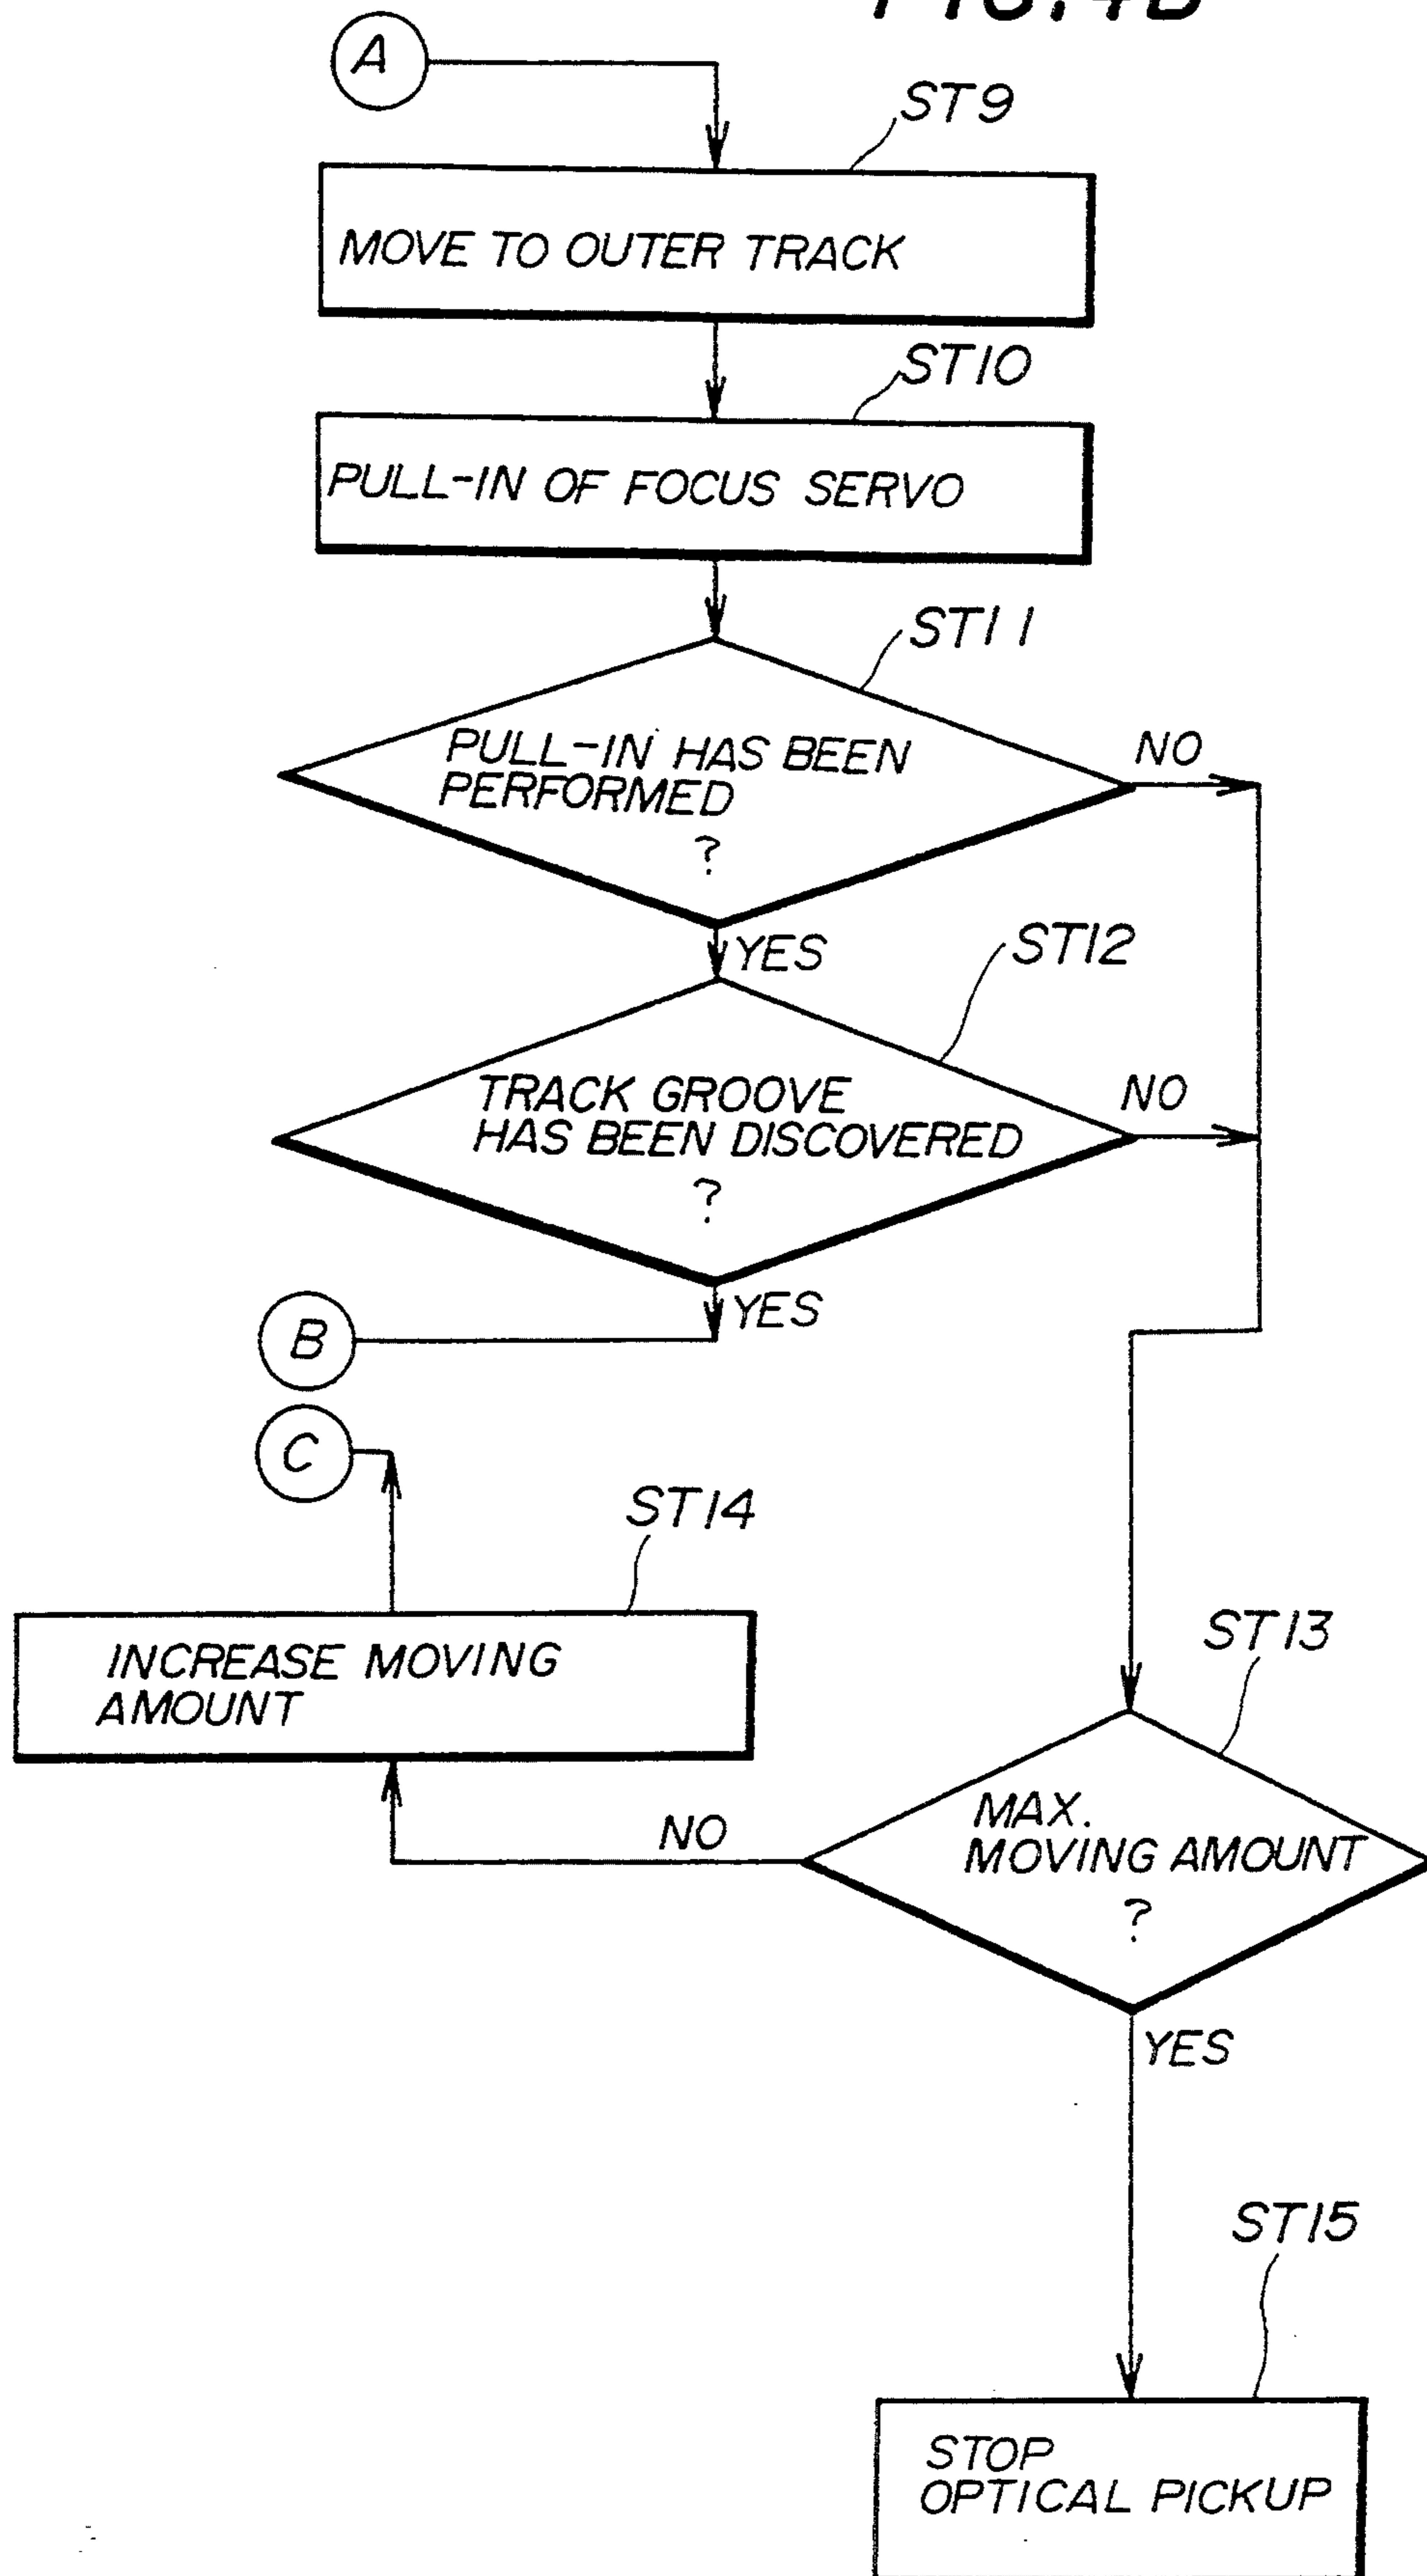 FIG. 4B
A
ST9
MOVE TO OUTER TRACK
ST10
PULL-IN OF FOCUS SERVO
ST11
PULL-IN HAS BEEN
PERFORMED
?
NO
YES
ST12
TRACK GROOVE
HAS BEEN DISCOVERED
?
NO
YES
B
C
ST14
INCREASE MOVING
AMOUNT
ST13
MAX.
MOVING AMOUNT
?
NO
YES
ST15
STOP
OPTICAL PICKUP